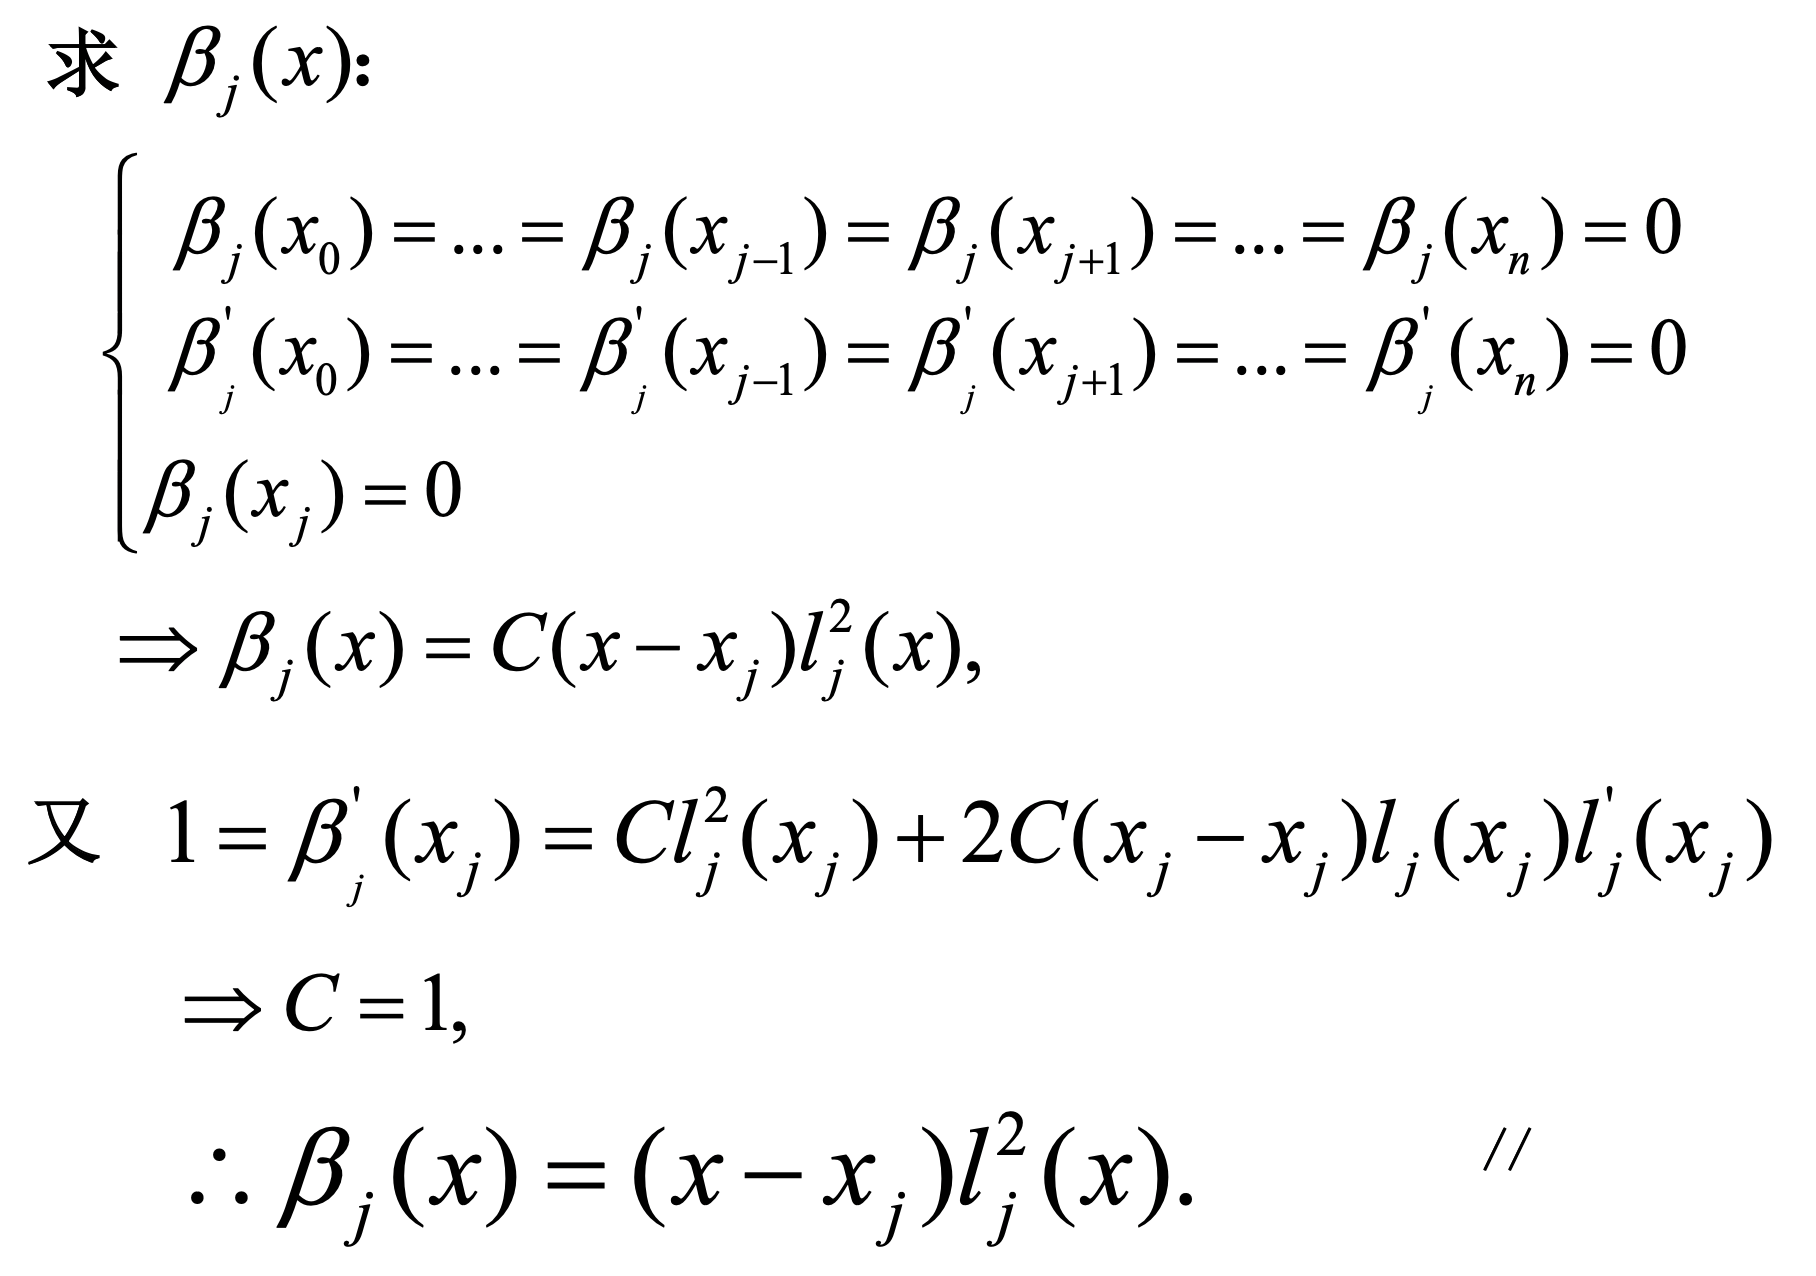 求 β_j(x):
β_j(x_0) = ... = β_j(x_{j-1}) = β_j(x_{j+1}) = ... = β_j(x_n) = 0
β'_j(x_0) = ... = β'_j(x_{j-1}) = β'_j(x_{j+1}) = ... = β'_j(x_n) = 0
β_j(x_j) = 0
⇒ β_j(x) = C(x − x_j)l_j^2(x),
又 1 = β'_j(x_j) = Cl_j^2(x_j) + 2C(x_j − x_j)l_j(x_j)l'_j(x_j)
⇒ C = 1,
∴ β_j(x) = (x − x_j)l_j^2(x). //